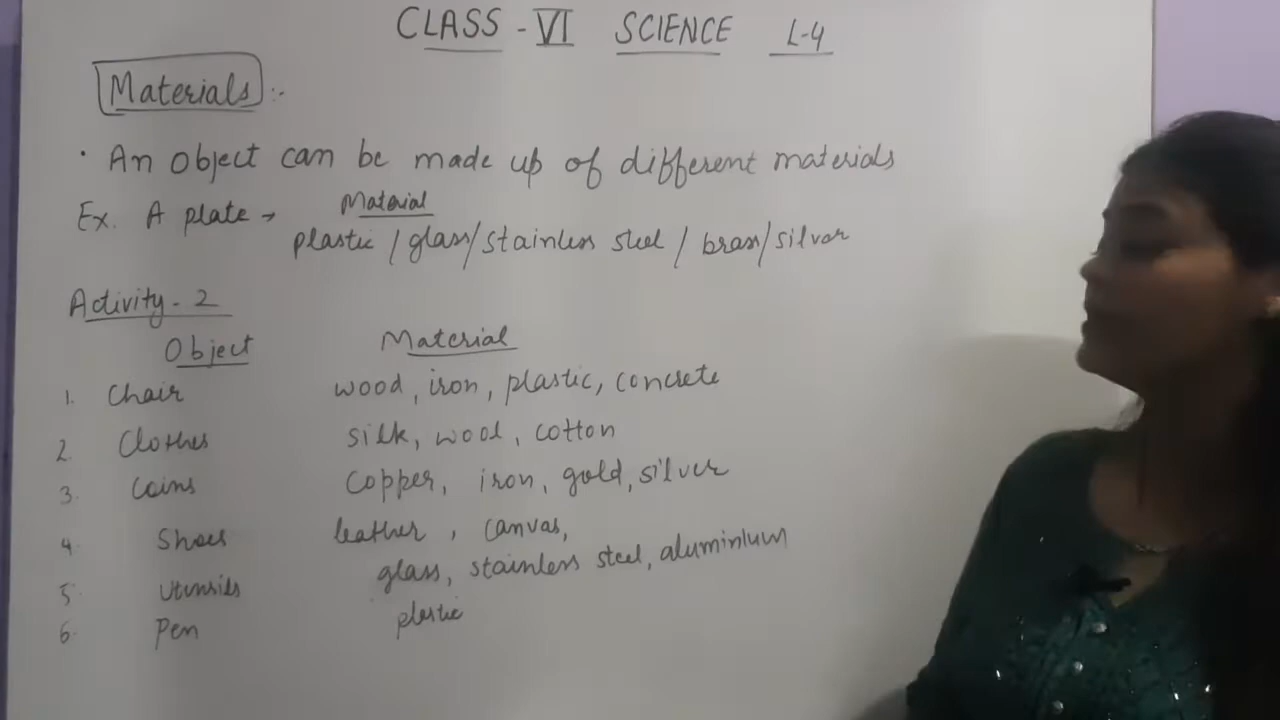 CLASS - VI SCIENCE L-4
Materials :-
• An object can be made up of different materials
Ex. A plate → Material
plastic / glass / stainless steel / brass / silver
Activity - 2
Object Material
1. Chair wood, iron, plastic, concrete
2. Clothes silk, wool, cotton
3. Coins Copper, iron, gold, silver
4. Shoes leather, canvas,
5. Utensils glass, stainless steel, aluminium
6. Pen plastic